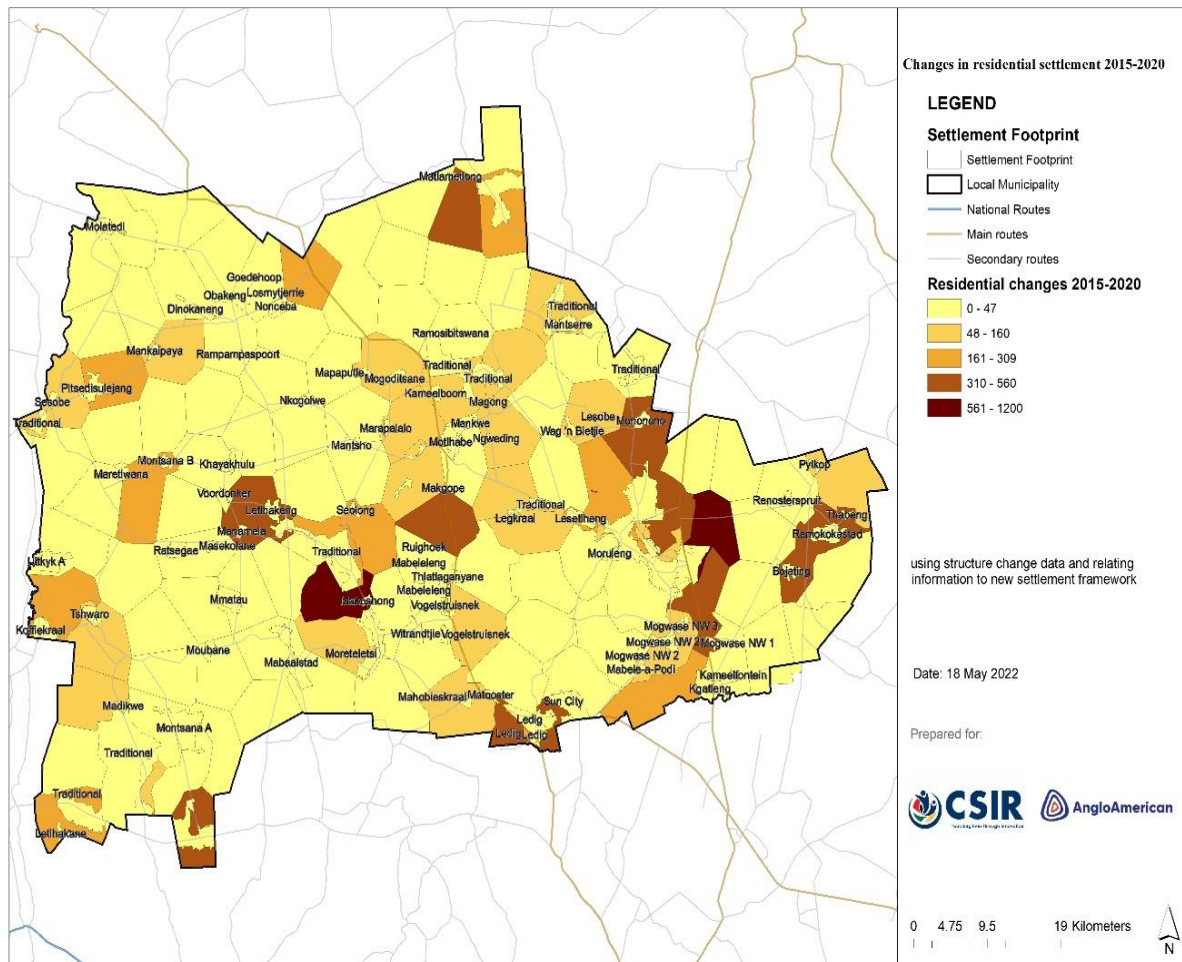 Changes in residential settlement 2015-2020
LEGEND
Settlement Footprint
Settlement Footprint
Local Municipality
National Routes
Main routes
Secondary routes
Residential changes 2015-2020
0 - 47
48 - 160
161 - 309
310 - 560
561 - 1200
using structure change data and relating
information to new settlement framework
Date: 18 May 2022
Prepared for:
CSIR
AngloAmerican
0 4.75 9.5 19 Kilometers
N
Matlametlong
Molatedl
Goedehoop
Obakeng Losmytjerrie
Dinokaneng Nonceba
Traditional
Mantserre
Ramosibitswana
Mankaipaya Rampampaspoort
Traditional Traditional
Mapaputle Mogoditsane Traditional
Pitsedisulejang
Kameelboom
Sesobe Nkogolwe Magong
Traditional
Marapalalo Mankwe Lesobe
Mantsho Motlhabe Ngweding Wag 'n Bietjie
Montsana B Khayakhulu
Maretlwana
Pylkop
Voordonker Makgope Renosterspruit
Letlhakeng Seolong Legkraal Traditional Lesetlheng Thabeng
Manamela Ramokokastad
Masekolane
Ratsegae Traditional Ruighoek Moruleng
Uitkyk A Mabeleleng Bojating
Thlatlaganyane
Mabeleleng
Mmatau Vogelstruisnek
Tshwaro
Koffiekraal Witrandtjie Vogelstruisnek Mogwase NW 3
Moubane Mogwase NW 2 Mogwase NW 1
Mabaalstad Moreteletsi Mogwase NW 2
Mabele-a-Podi
Kameelfontein
Kgatleng
Mahobieskraal Matooster
Madikwe Sun City
Ledig
Montsana A Ledig Ledig
Traditional
Traditional
Letlhakane